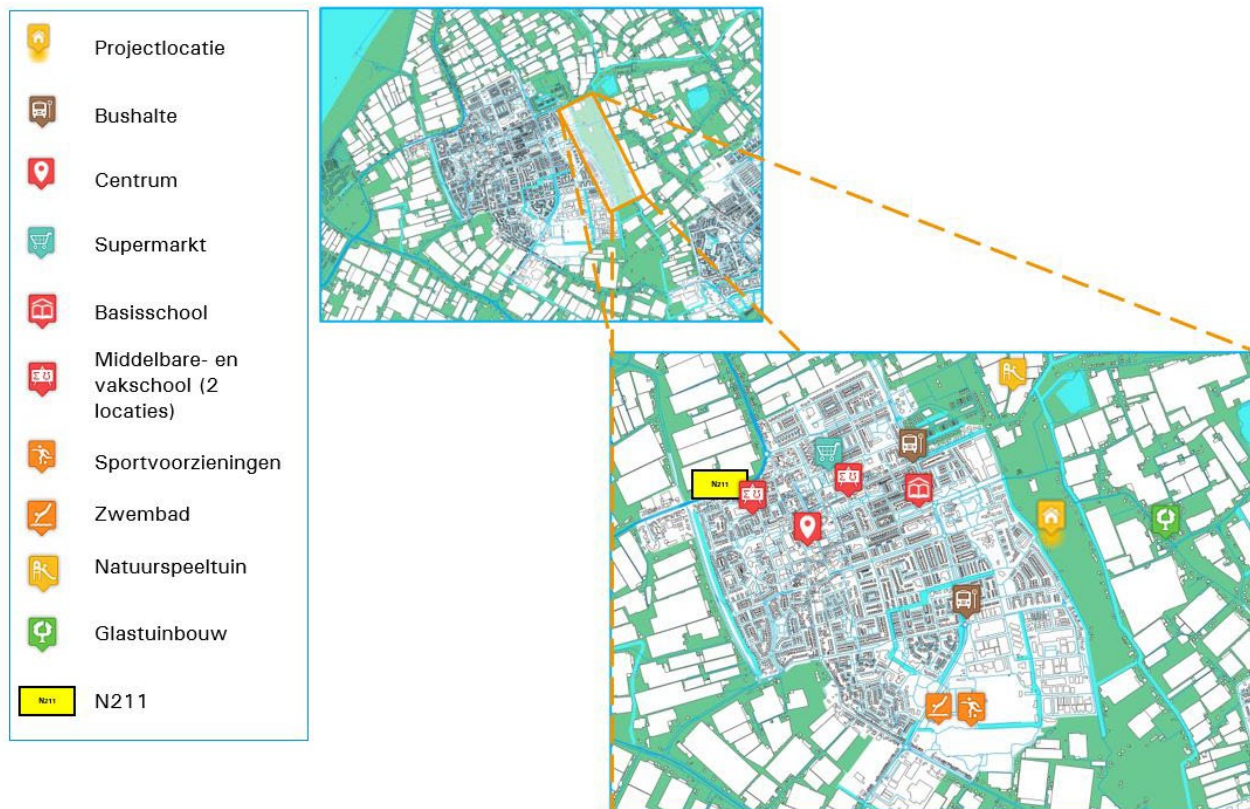 Projectlocatie
Bushalte
Centrum
Supermarkt
Basisschool
Middelbare- en
vakschool (2
locaties)
Sportvoorzieningen
Zwembad
Natuurspeeltuin
Glastuinbouw
N211
N211
N211